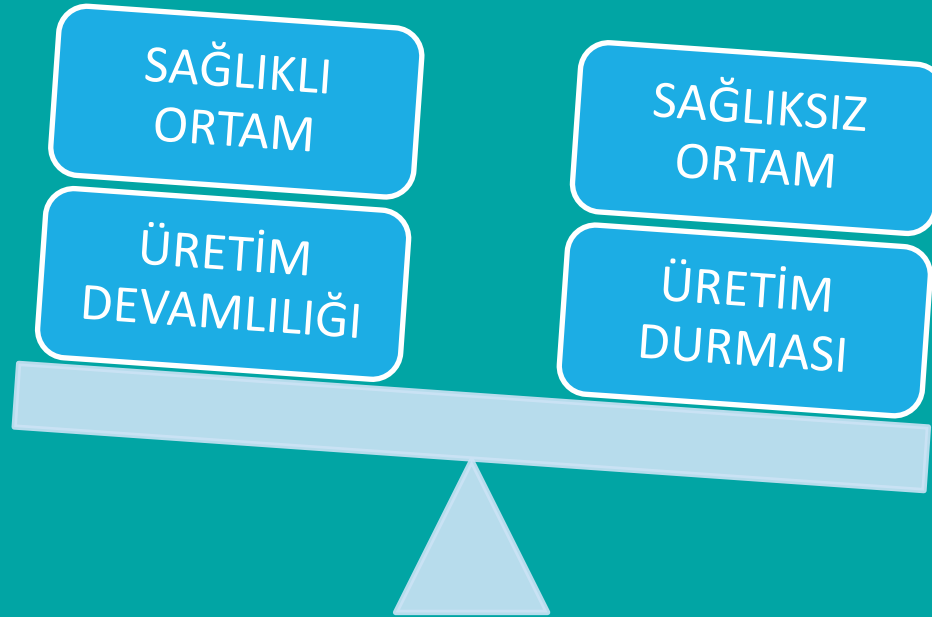 SAĞLIKLI
ORTAM
ÜRETİM
DEVAMLILIĞI
SAĞLIKSIZ
ORTAM
ÜRETİM
DURMASI